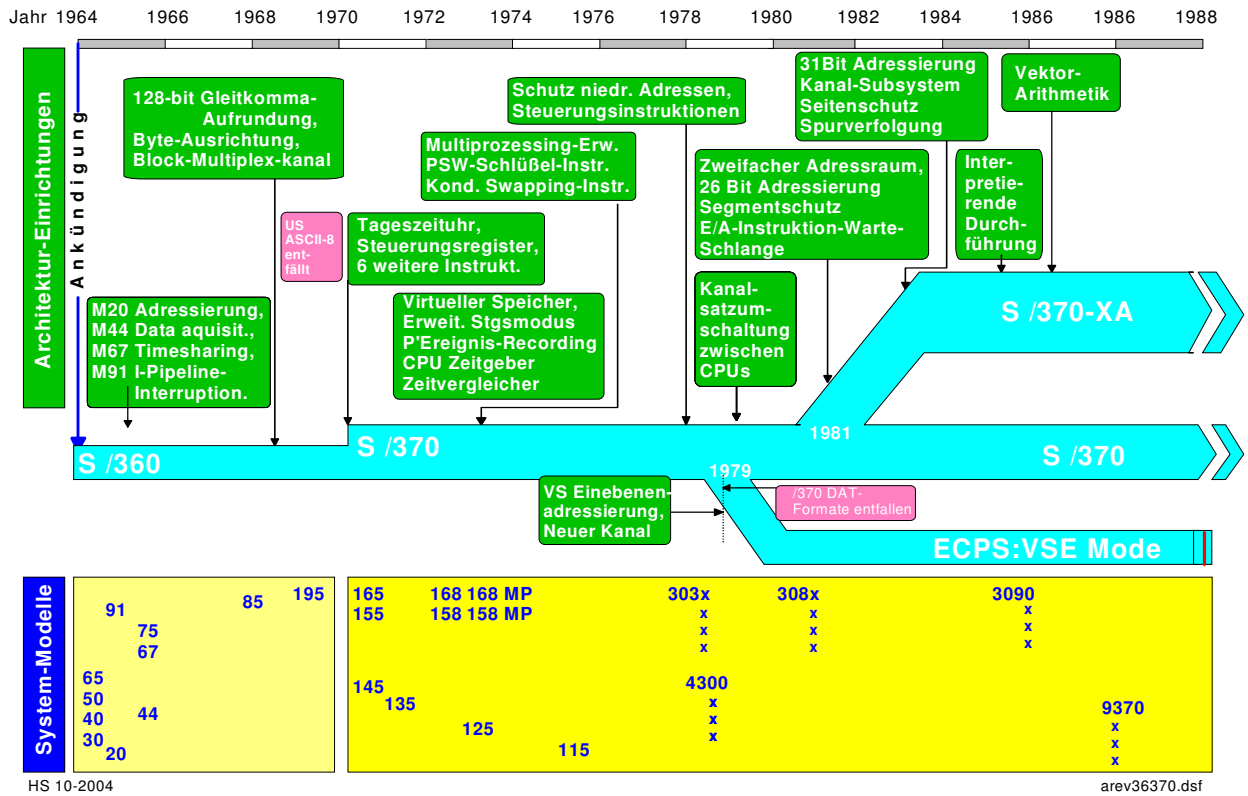 Jahr 1964 1966 1968 1970 1972 1974 1976 1978 1980 1982 1984 1986 1986 1988
Architektur-Einrichtungen
Ankündigung
128-bit Gleitkomma-
Aufrundung,
Byte-Ausrichtung,
Block-Multiplex-kanal
US
ASCII-8
ent-
fällt
M20 Adressierung,
M44 Data aquisit.,
M67 Timesharing,
M91 I-Pipeline-
Interruption.
Tageszeituhr,
Steuerungsregister,
6 weitere Instrukt.
Multiprozessing-Erw.
PSW-Schlüßel-Instr.
Kond. Swapping-Instr.
Virtueller Speicher,
Erweit. Stgsmodus
P'Ereignis-Recording
CPU Zeitgeber
Zeitvergleicher
Schutz niedr. Adressen,
Steuerungsinstruktionen
Zweifacher Adressraum,
26 Bit Adressierung
Segmentschutz
E/A-Instruktion-Warte-
Schlange
Kanal-
satzum-
schaltung
zwischen
CPUs
31Bit Adressierung
Kanal-Subsystem
Seitenschutz
Spurverfolgung
Inter-
pretie-
rende
Durch-
führung
Vektor-
Arithmetik
S /370-XA
S /360
S /370
1981
S /370
1979
VS Einebenen-
adressierung,
Neuer Kanal
/370 DAT-
Formate entfallen
ECPS:VSE Mode
System-Modelle
91
75
67
65
50
40
30
20
44
85
195
165
155
168 168 MP
158 158 MP
145
135
125
115
303x
x
x
x
4300
x
x
x
308x
x
x
x
3090
x
x
x
9370
x
x
x
HS 10-2004
arev36370.dsf